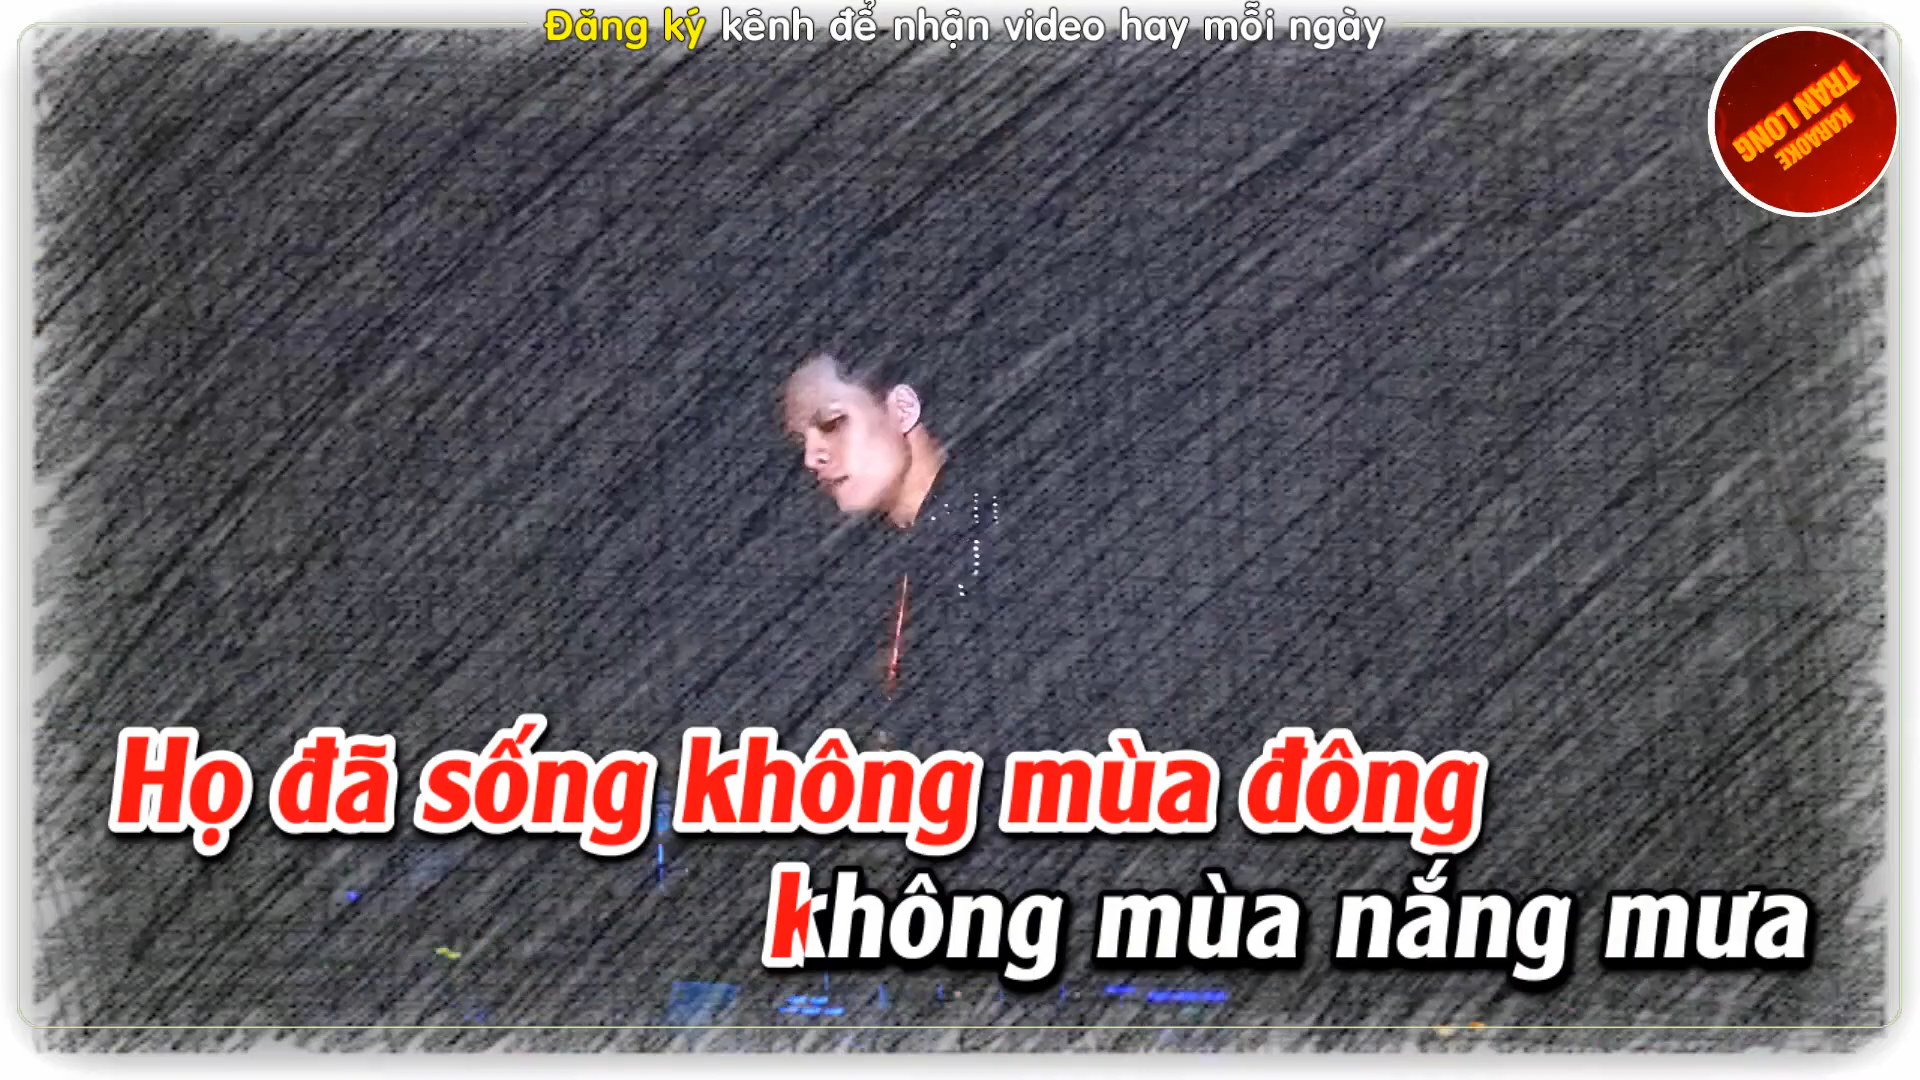 Đăng ký kênh để nhận video hay mỗi ngày
TRAN LONG
KARAOKE
Họ đã sống không mùa đông
không mùa nắng mưa